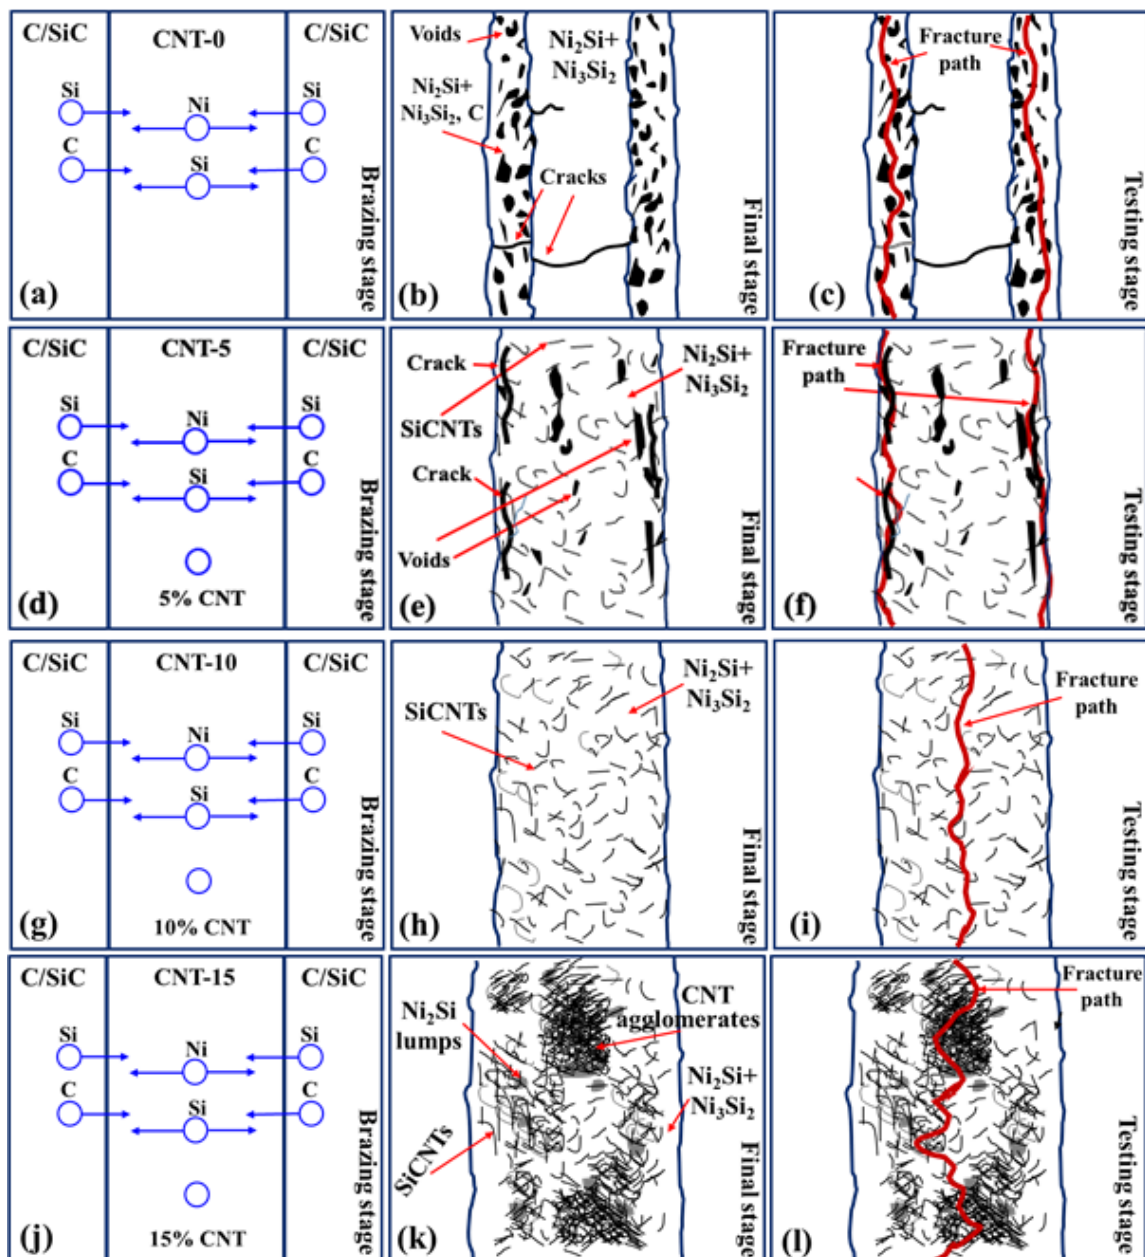 C/SiC
CNT-0
C/SiC
Si
Ni
Si
C
Si
C
Brazing stage
(a)
Voids
Ni₂Si+
Ni₃Si₂
Ni₂Si+
Ni₃Si₂, C
Cracks
Final stage
(b)
Fracture
path
Testing stage
(c)
C/SiC
CNT-5
C/SiC
Si
Ni
Si
C
Si
C
Brazing stage
5% CNT
(d)
Crack
Ni₂Si+
Ni₃Si₂
SiCNTs
Crack
Voids
Final stage
(e)
Fracture
path
Testing stage
(f)
C/SiC
CNT-10
C/SiC
Si
Ni
Si
C
Si
C
Brazing stage
10% CNT
(g)
Ni₂Si+
Ni₃Si₂
SiCNTs
Final stage
(h)
Fracture
path
Testing stage
(i)
C/SiC
CNT-15
C/SiC
Si
Ni
Si
C
Si
C
Brazing stage
15% CNT
(j)
Ni₂Si
lumps
CNT
agglomerates
Ni₂Si+
Ni₃Si₂
SiCNTs
Final stage
(k)
Fracture
path
Testing stage
(l)